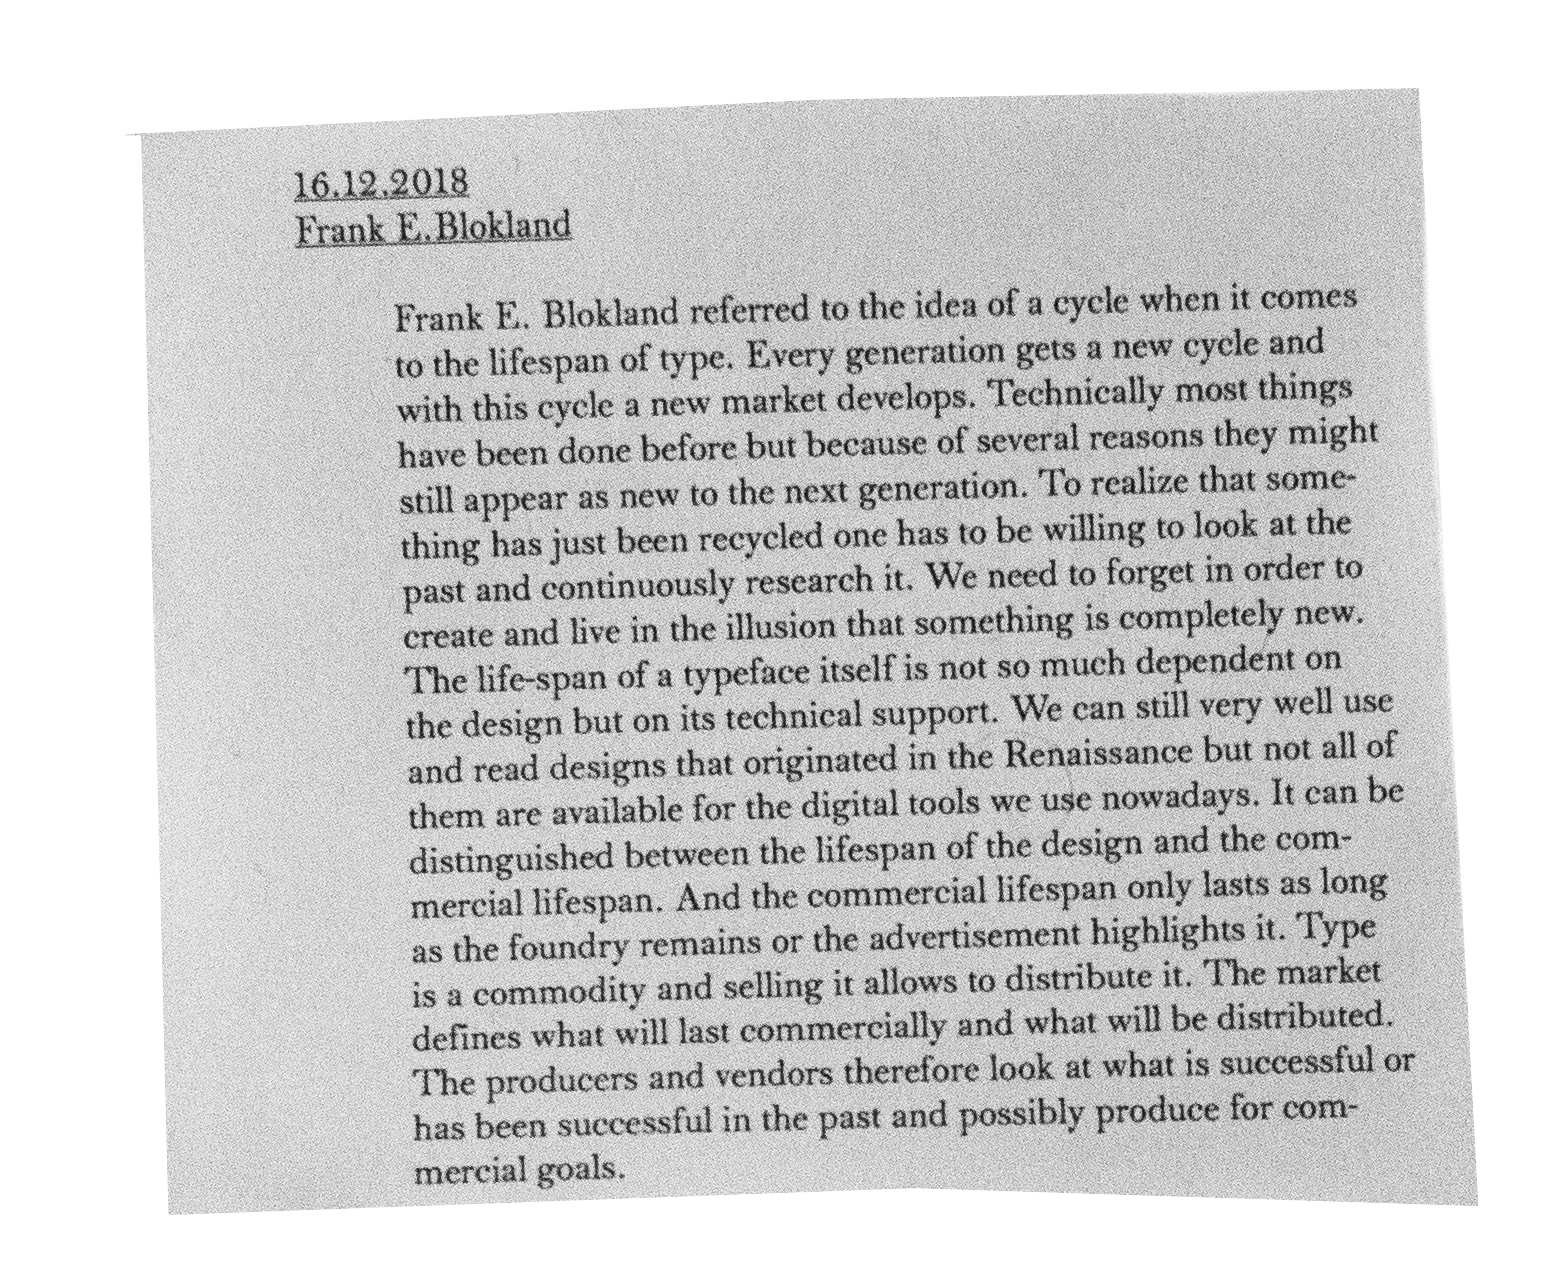 16.12.2018
Frank E. Blokland
Frank E. Blokland referred to the idea of a cycle when it comes
to the lifespan of type. Every generation gets a new cycle and
with this cycle a new market develops. Technically most things
have been done before but because of several reasons they might
still appear as new to the next generation. To realize that some-
thing has just been recycled one has to be willing to look at the
past and continuously research it. We need to forget in order to
create and live in the illusion that something is completely new.
The life-span of a typeface itself is not so much dependent on
the design but on its technical support. We can still very well use
and read designs that originated in the Renaissance but not all of
them are available for the digital tools we use nowadays. It can be
distinguished between the lifespan of the design and the com-
mercial lifespan. And the commercial lifespan only lasts as long
as the foundry remains or the advertisement highlights it. Type
is a commodity and selling it allows to distribute it. The market
defines what will last commercially and what will be distributed.
The producers and vendors therefore look at what is successful or
has been successful in the past and possibly produce for com-
mercial goals.